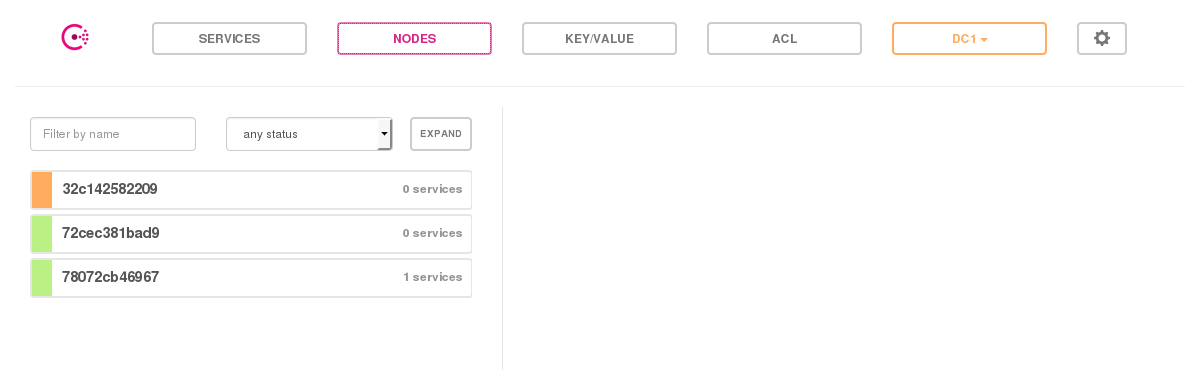 SERVICES NODES KEY/VALUE ACL DC1
Filter by name any status EXPAND
32c142582209 0 services
72cec381bad9 0 services
78072cb46967 1 services